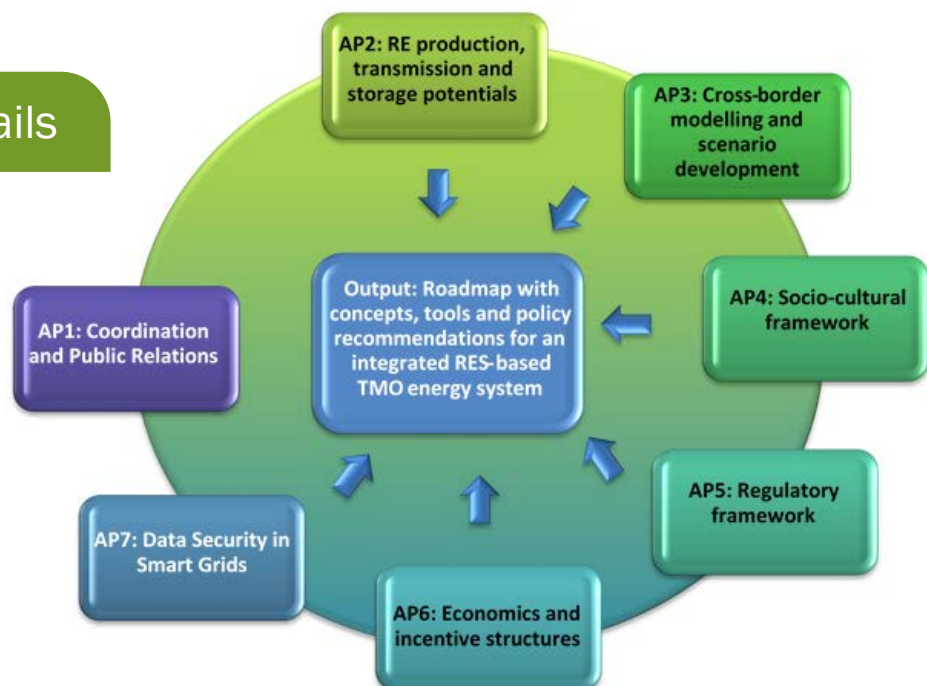 ails
AP2: RE production,
transmission and
storage potentials
AP3: Cross-border
modelling and
scenario
development
AP1: Coordination
and Public Relations
Output: Roadmap with
concepts, tools and policy
recommendations for an
integrated RES-based
TMO energy system
AP4: Socio-cultural
framework
AP5: Regulatory
framework
AP7: Data Security in
Smart Grids
AP6: Economics and
incentive structures